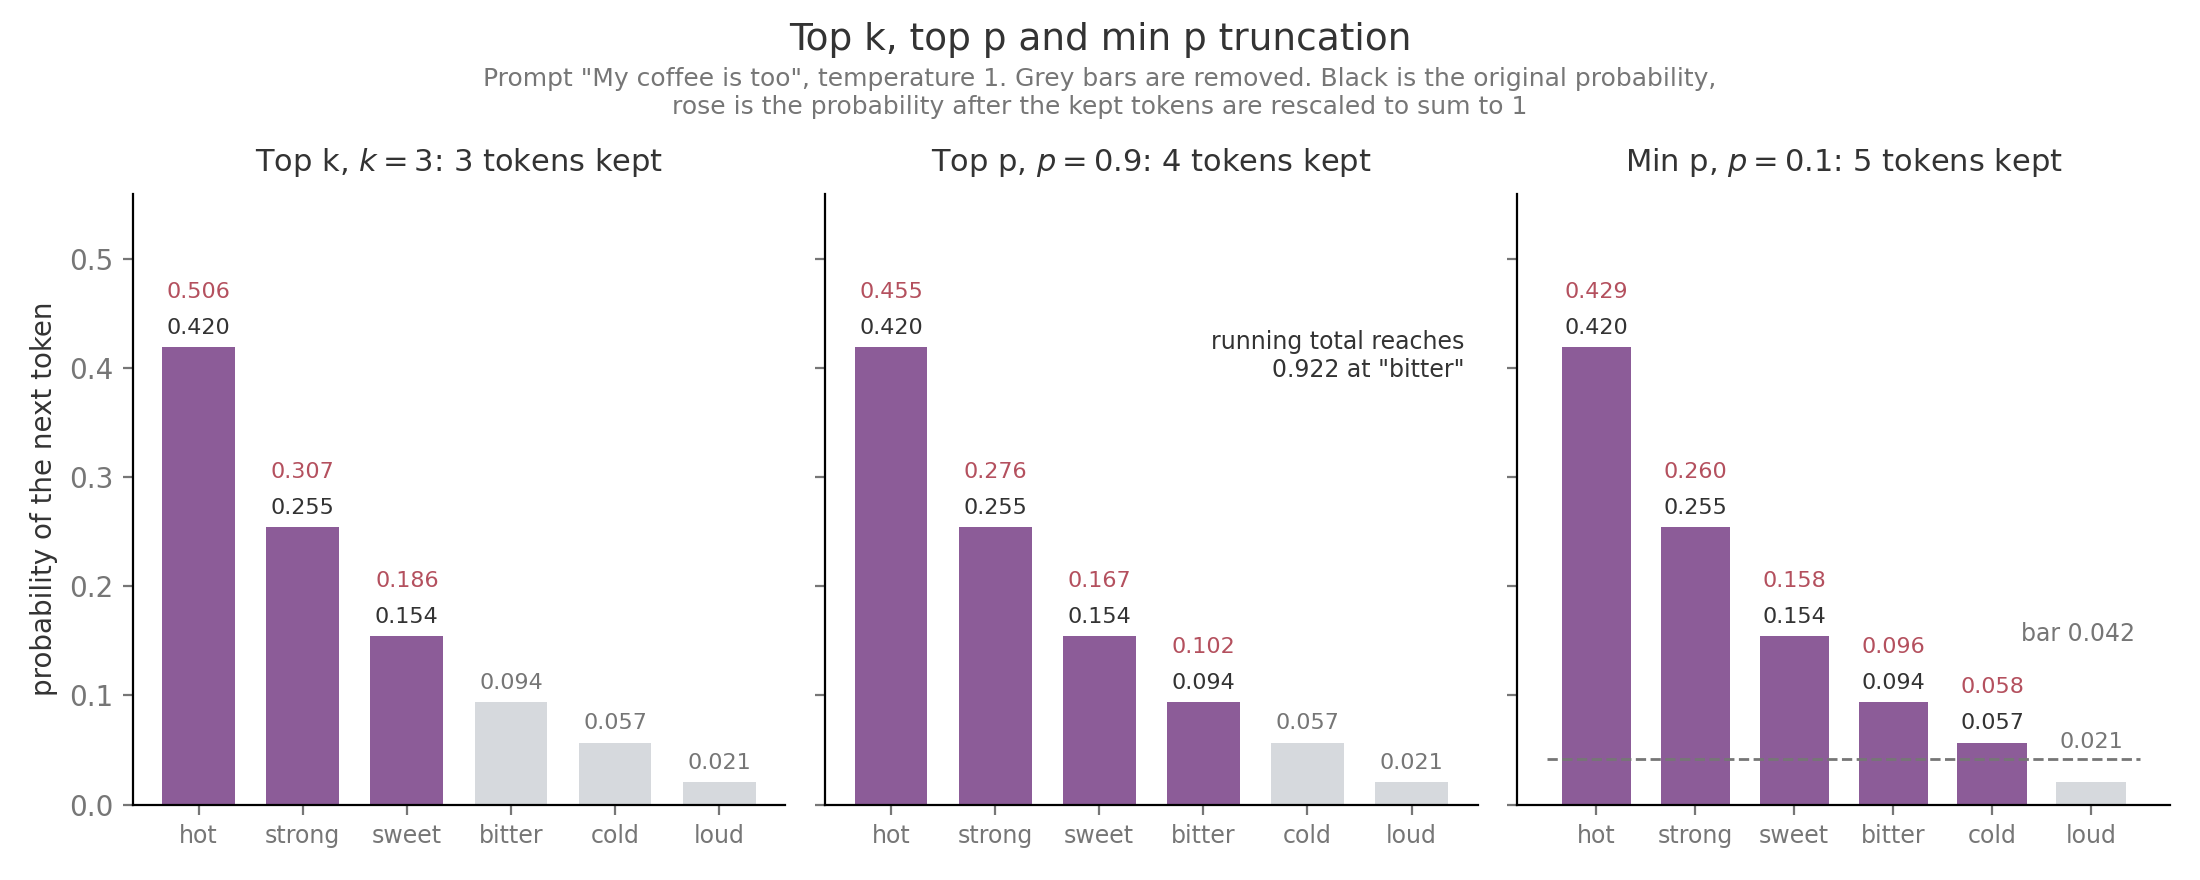 Top k, top p and min p truncation
Prompt "My coffee is too", temperature 1. Grey bars are removed. Black is the original probability,
rose is the probability after the kept tokens are rescaled to sum to 1
Top k, k = 3: 3 tokens kept
probability of the next token
0.5
0.4
0.3
0.2
0.1
0.0
0.506
0.420
0.307
0.255
0.186
0.154
0.094
0.057
0.021
hot strong sweet bitter cold loud
Top p, p = 0.9: 4 tokens kept
0.455
0.420
running total reaches
0.922 at "bitter"
0.276
0.255
0.167
0.154
0.102
0.094
0.057
0.021
hot strong sweet bitter cold loud
Min p, p = 0.1: 5 tokens kept
0.429
0.420
0.260
0.255
0.158
0.154
bar 0.042
0.096
0.094
0.058
0.057
0.021
hot strong sweet bitter cold loud